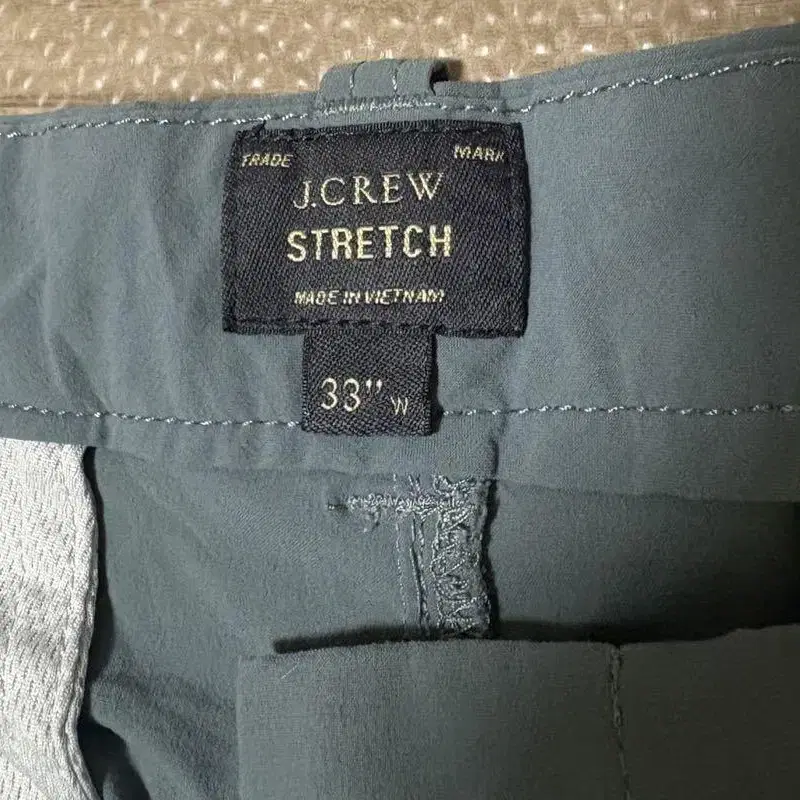 TRADE MARK
J.CREW
STRETCH
MADE IN VIETNAM
33" W